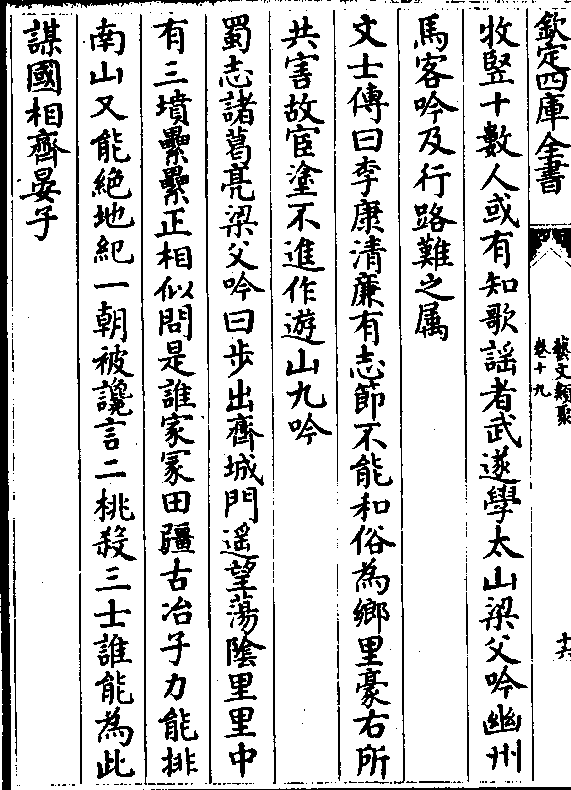 欽定四庫全書
藝文類聚
卷十九
十六
收豎十數人或有知歌謡者武遂學太山梁父吟幽州
馬客吟及行路難之属
文士傳曰李康清廉有志節不能和俗為鄉里豪右所
共害故宦塗不進作遊山九吟
蜀志諸葛亮梁父吟曰步出齊城門遥望蕩陰里里中
有三墳纍纍正相似問是誰家冢田疆古冶子力能排
南山又能絶地紀一朝被讒言二桃殺三士誰能為此
謀國相齊晏子